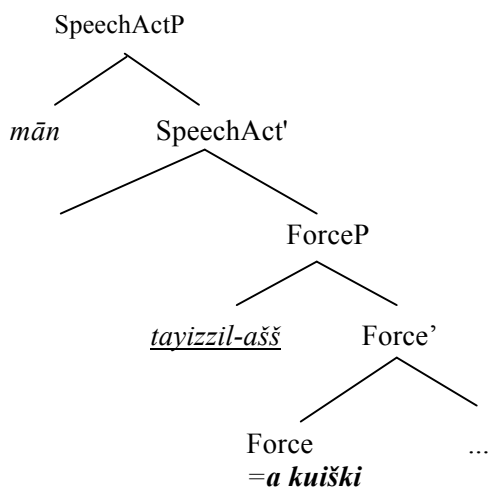 SpeechActP
mān SpeechAct'
ForceP
tayizzil-ašš Force’
Force ...
=a kuiški